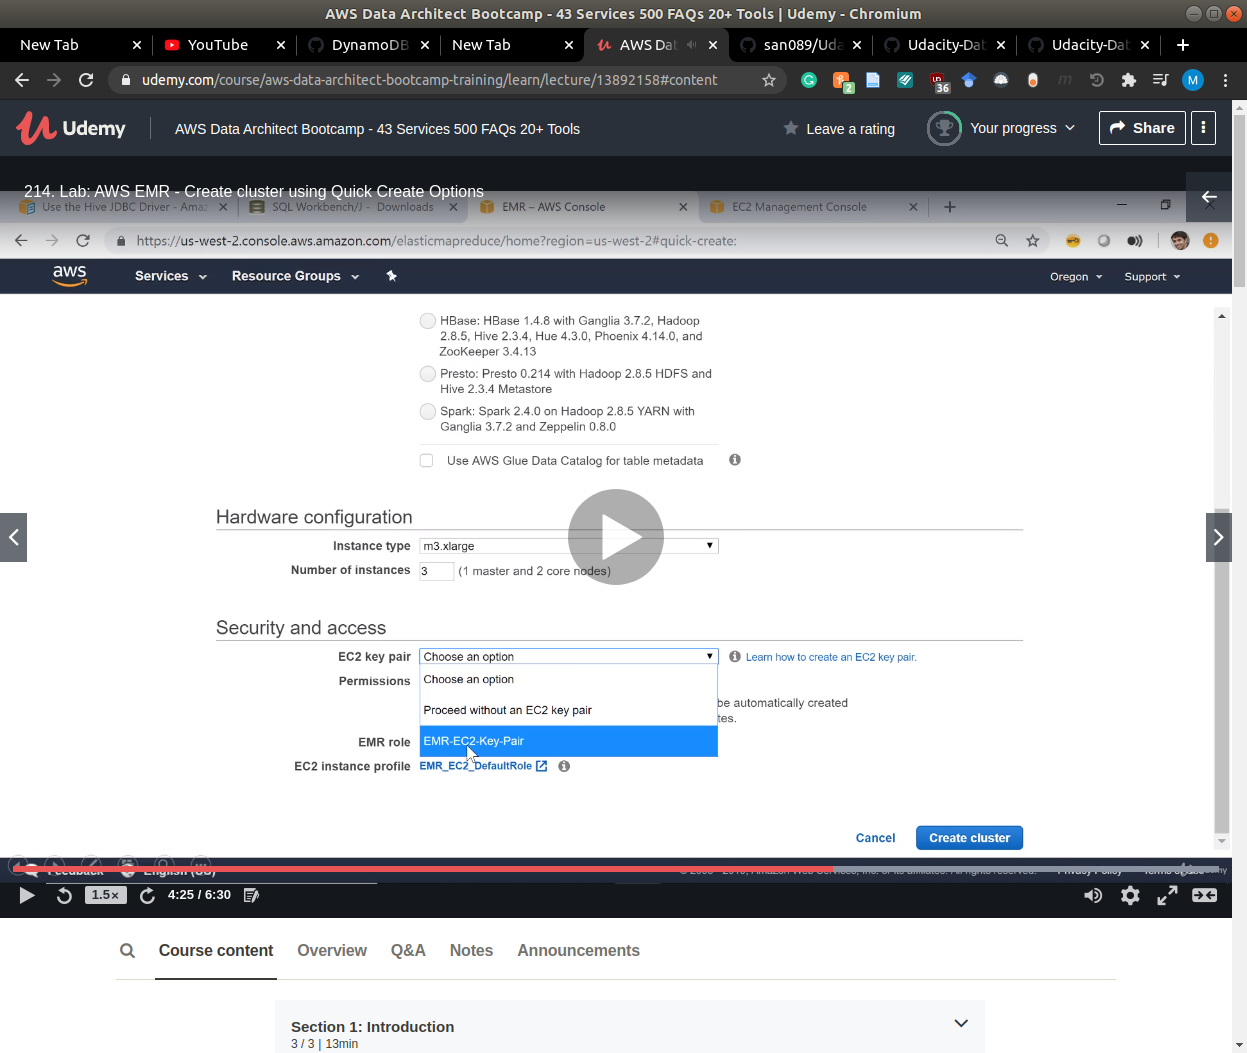 AWS Data Architect Bootcamp - 43 Services 500 FAQs 20+ Tools | Udemy - Chromium
New Tab
YouTube
DynamoDB
New Tab
AWS Dat
san089/Uda
Udacity-Dat
Udacity-Dat
udemy.com/course/aws-data-architect-bootcamp-training/learn/lecture/13892158#content
2
36
m
M
Udemy
AWS Data Architect Bootcamp - 43 Services 500 FAQs 20+ Tools
Leave a rating
Your progress
Share
214. Lab: AWS EMR - Create cluster using Quick Create Options
Use the Hive JDBC Driver - Amaz
SQL Workbench/J - Downloads
EMR – AWS Console
EC2 Management Console
https://us-west-2.console.aws.amazon.com/elasticmapreduce/home?region=us-west-2#quick-create:
aws
Services
Resource Groups
Oregon
Support
HBase: HBase 1.4.8 with Ganglia 3.7.2, Hadoop
2.8.5, Hive 2.3.4, Hue 4.3.0, Phoenix 4.14.0, and
ZooKeeper 3.4.13
Presto: Presto 0.214 with Hadoop 2.8.5 HDFS and
Hive 2.3.4 Metastore
Spark: Spark 2.4.0 on Hadoop 2.8.5 YARN with
Ganglia 3.7.2 and Zeppelin 0.8.0
Use AWS Glue Data Catalog for table metadata
Hardware configuration
Instance type m3.xlarge
Number of instances 3 (1 master and 2 core nodes)
Security and access
EC2 key pair Choose an option Learn how to create an EC2 key pair.
Choose an option
Permissions
be automatically created
Proceed without an EC2 key pair
tes.
EMR role EMR-EC2-Key-Pair
EC2 instance profile EMR_EC2_DefaultRole
Cancel
Create cluster
Feedback
English (US)
Privacy Policy
1.5×
4:25 / 6:30
Course content
Overview
Q&A
Notes
Announcements
Section 1: Introduction
3 / 3 | 13min